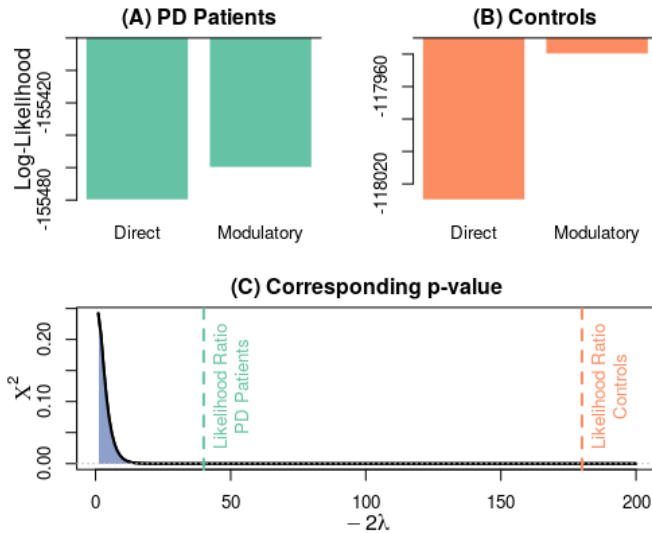 (A) PD Patients
(B) Controls
Log-Likelihood
-155420
-155480
-117960
-118020
Direct
Modulatory
Direct
Modulatory
(C) Corresponding p-value
X²
0.20
0.10
0.00
Likelihood Ratio
PD Patients
Likelihood Ratio
Controls
0
50
100
150
200
−2λ